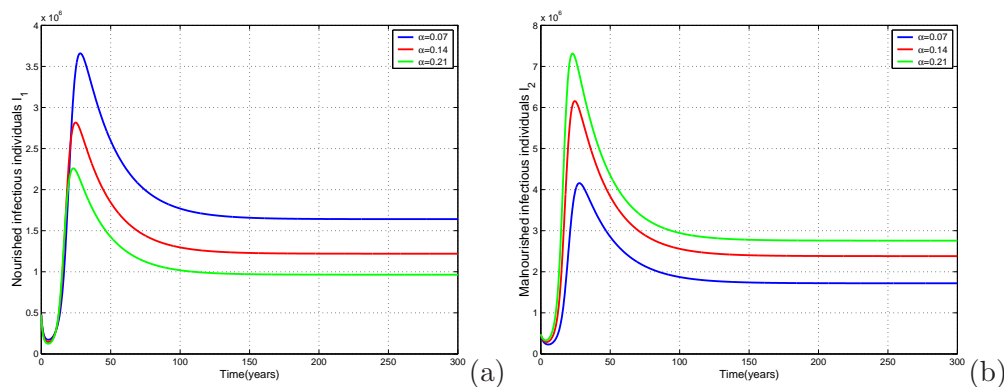 x 10^6
4
3.5
3
2.5
2
1.5
1
0.5
0
0 50 100 150 200 250 300
Time(years)
Nourished infectious individuals I_1
α=0.07
α=0.14
α=0.21
(a)
x 10^6
8
7
6
5
4
3
2
1
0
0 50 100 150 200 250 300
Time(years)
Malnourished infectious individuals I_2
α=0.07
α=0.14
α=0.21
(b)